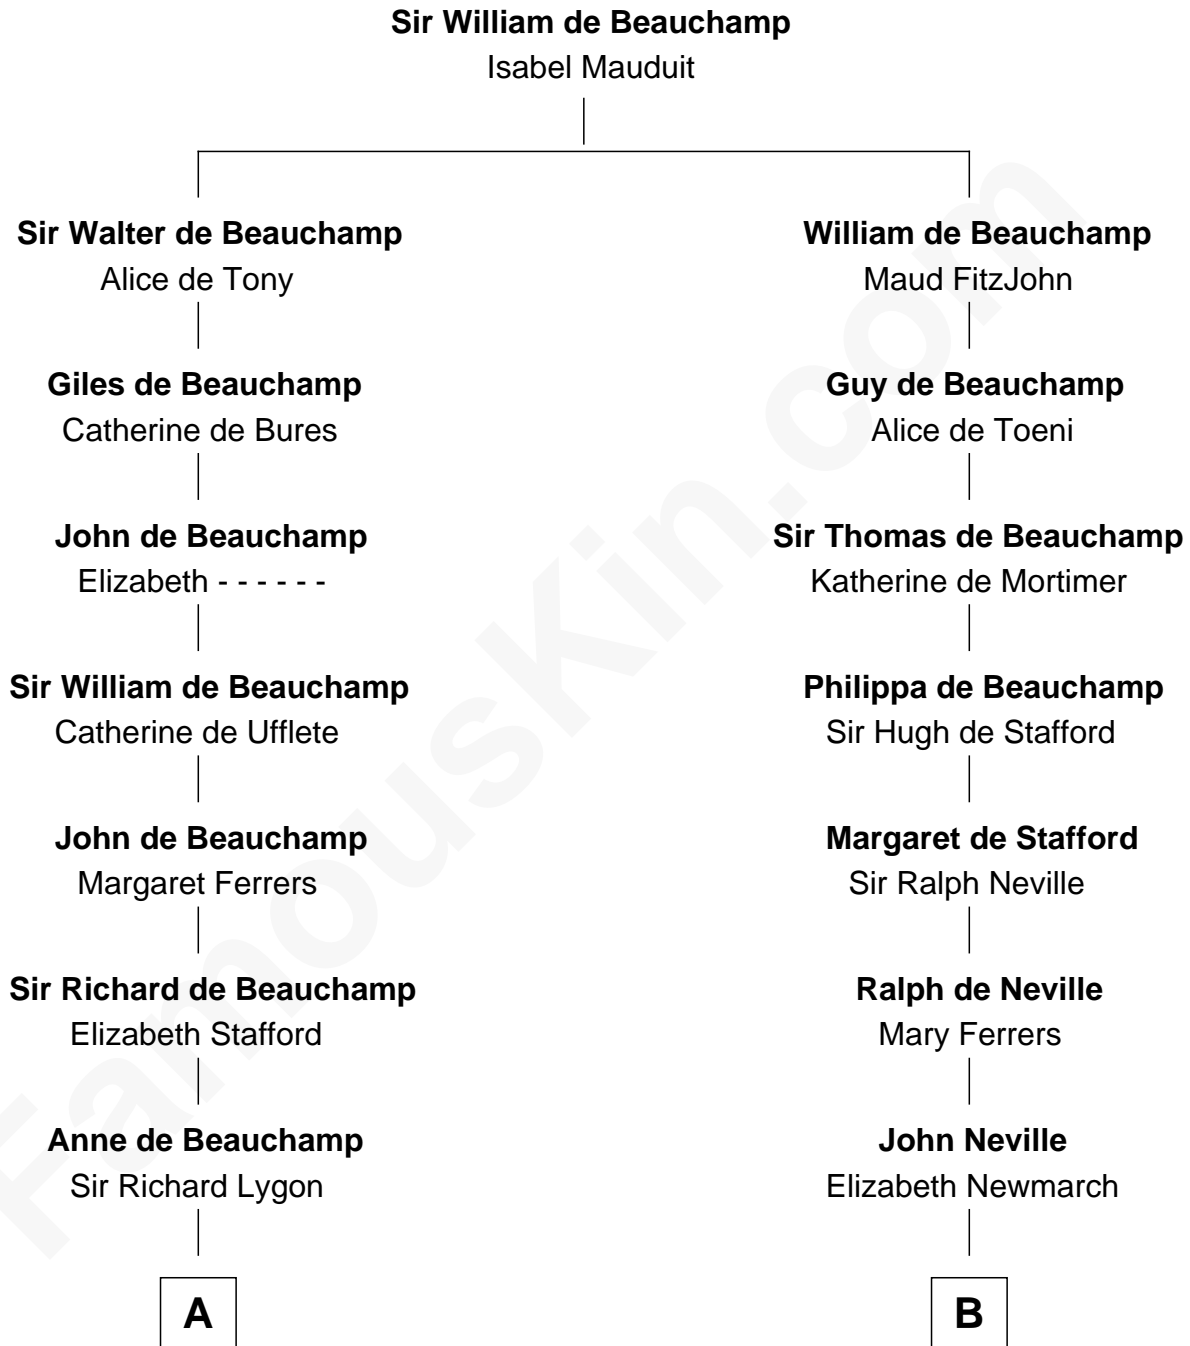 Sir William de Beauchamp
Isabel Mauduit
Sir Walter de Beauchamp
Alice de Tony
William de Beauchamp
Maud FitzJohn
Giles de Beauchamp
Catherine de Bures
Guy de Beauchamp
Alice de Toeni
John de Beauchamp
Elizabeth - - - - - -
Sir Thomas de Beauchamp
Katherine de Mortimer
Sir William de Beauchamp
Catherine de Ufflete
Philippa de Beauchamp
Sir Hugh de Stafford
John de Beauchamp
Margaret Ferrers
Margaret de Stafford
Sir Ralph Neville
Sir Richard de Beauchamp
Elizabeth Stafford
Ralph de Neville
Mary Ferrers
Anne de Beauchamp
Sir Richard Lygon
John Neville
Elizabeth Newmarch
A
B
FamousKin.com